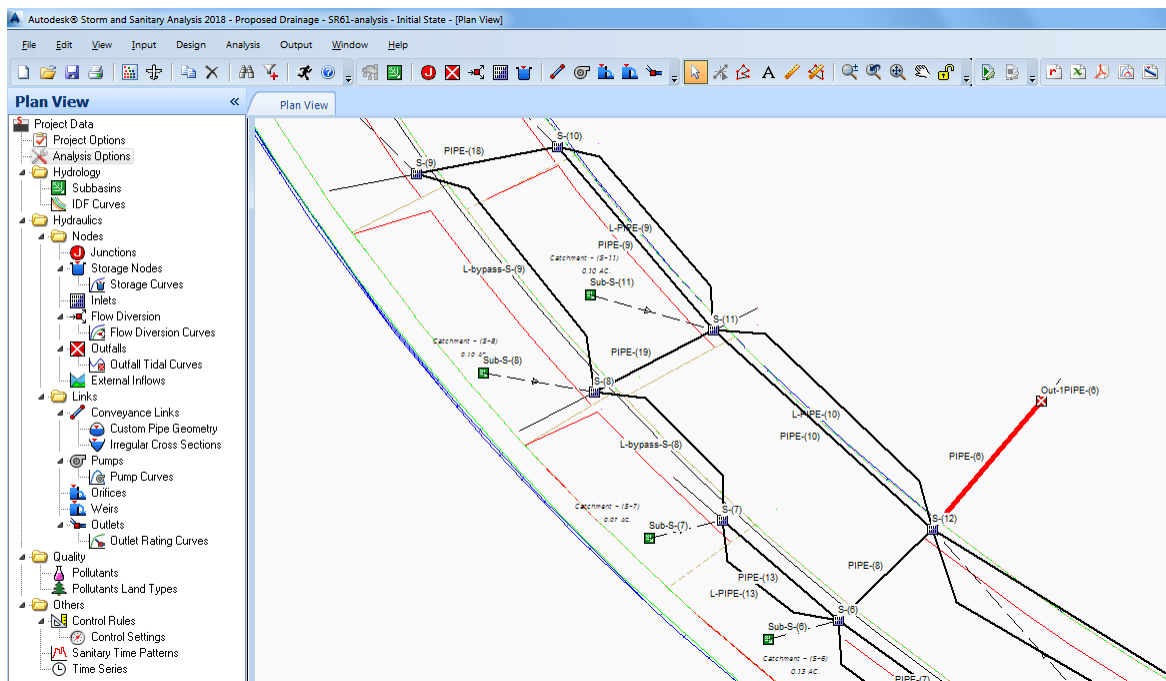 Autodesk® Storm and Sanitary Analysis 2018 - Proposed Drainage - SR61-analysis - Initial State - [Plan View]
File Edit View Input Design Analysis Output Window Help
Plan View «
Project Data
Project Options
Analysis Options
Hydrology
Subbasins
IDF Curves
Hydraulics
Nodes
Junctions
Storage Nodes
Storage Curves
Inlets
Flow Diversion
Flow Diversion Curves
Outfalls
Outfall Tidal Curves
External Inflows
Links
Conveyance Links
Custom Pipe Geometry
Irregular Cross Sections
Pumps
Pump Curves
Orifices
Weirs
Outlets
Outlet Rating Curves
Quality
Pollutants
Pollutants Land Types
Others
Control Rules
Control Settings
Sanitary Time Patterns
Time Series
Plan View
S-(10)
PIPE-(18)
S-(9)
L-PIPE-(9)
PIPE-(9)
Catchment - (S-11)
0.10 AC.
L-bypass-S-(9)
Sub-S-(11)
S-(11)
Catchment - (S-8)
0.10
Sub-S-(8)
PIPE-(19)
S-(8)
Out-1PIPE-(6)
L-PIPE-(10)
PIPE-(10)
L-bypass-S-(8)
PIPE-(6)
Catchment - (S-7)
0.07 AC.
S-(7)
Sub-S-(7)
S-(12)
PIPE-(8)
PIPE-(13)
L-PIPE-(13)
S-(6)
Sub-S-(6)
Catchment - (S-6)
0.13 AC.
PIPE-(7)